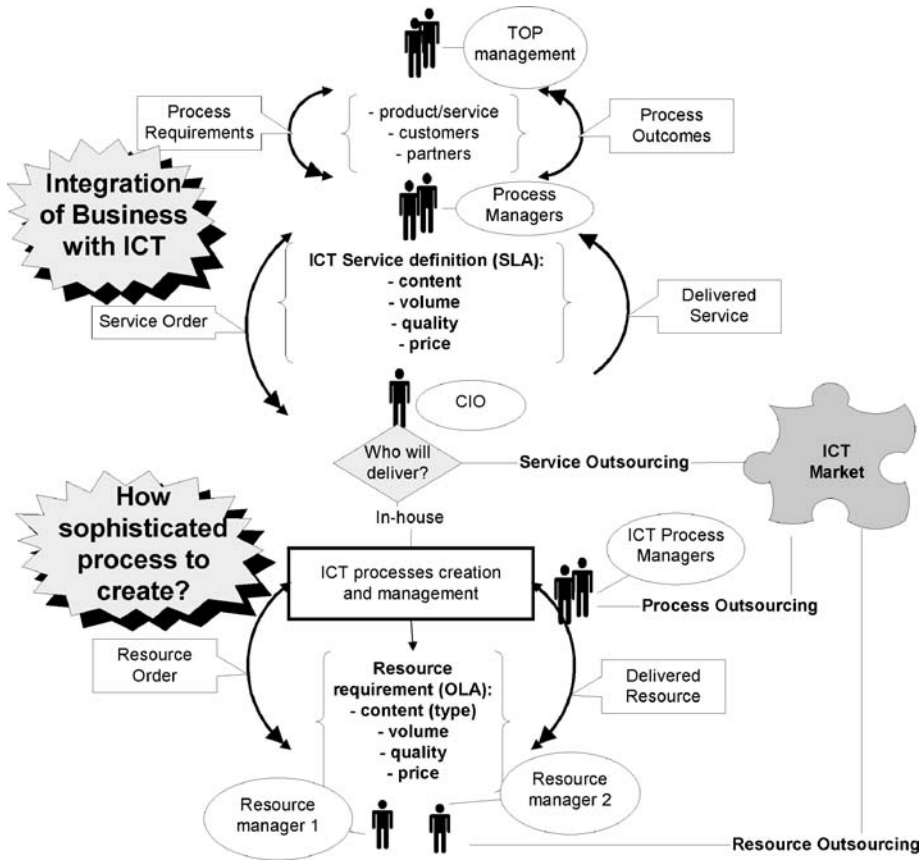 TOP
management
Process
Requirements
- product/service
- customers
- partners
Process
Outcomes
Integration
of Business
with ICT
Process
Managers
ICT Service definition (SLA):
- content
- volume
- quality
- price
Service Order
Delivered
Service
CIO
Who will
deliver?
Service Outsourcing
ICT
Market
In-house
How
sophisticated
process to
create?
ICT Process
Managers
ICT processes creation
and management
Process Outsourcing
Resource
Order
Resource
requirement (OLA):
- content (type)
- volume
- quality
- price
Delivered
Resource
Resource
manager 1
Resource
manager 2
Resource Outsourcing